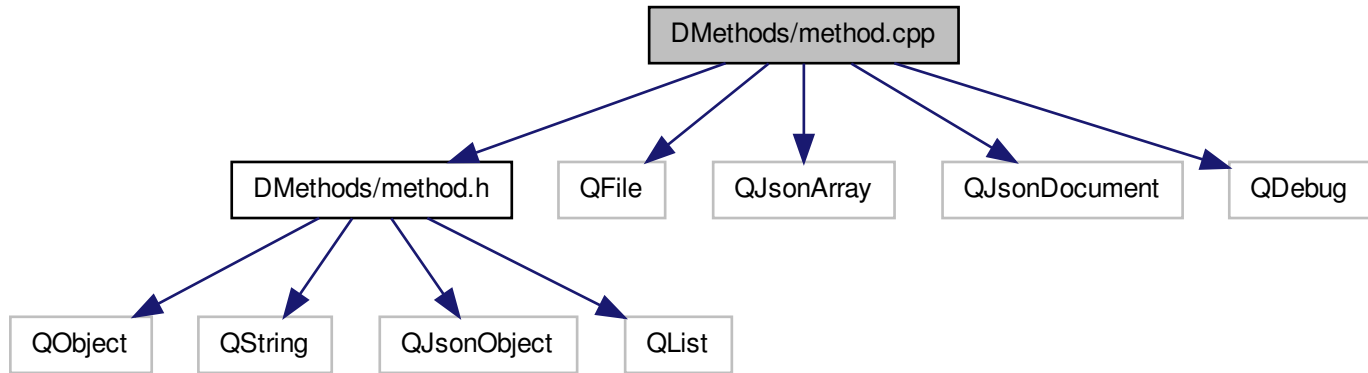 DMethods/method.cpp
DMethods/method.h
QFile
QJsonArray
QJsonDocument
QDebug
QObject
QString
QJsonObject
QList